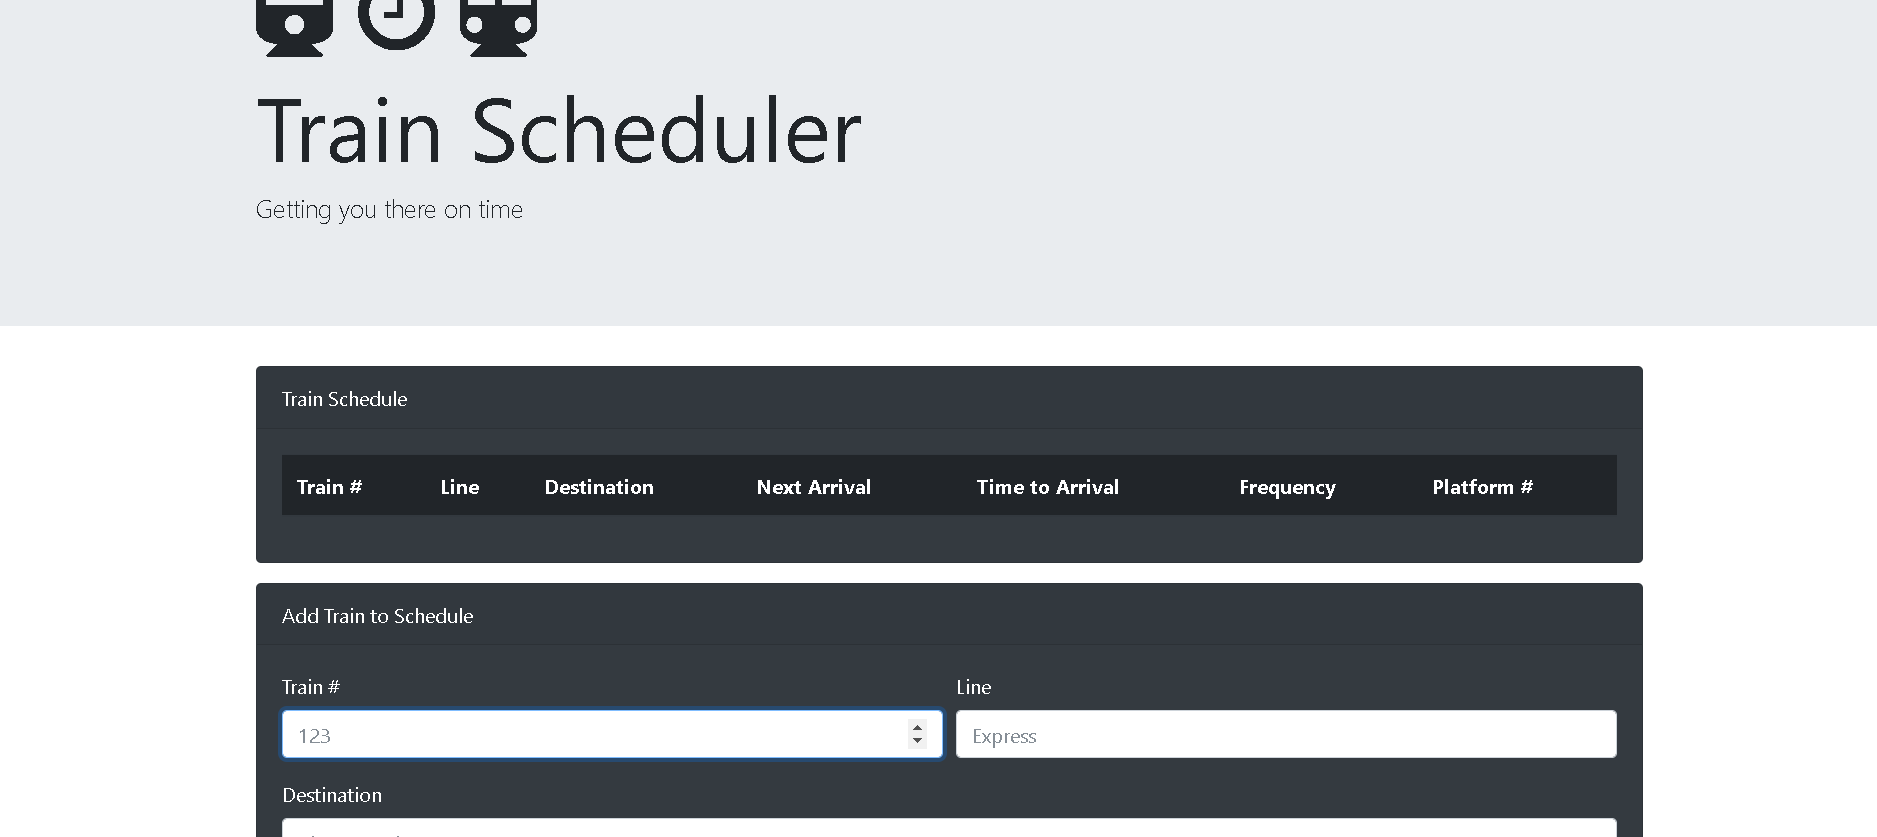 Train Scheduler
Getting you there on time
Train Schedule
Train # Line Destination Next Arrival Time to Arrival Frequency Platform #
Add Train to Schedule
Train # Line
123 Express
Destination